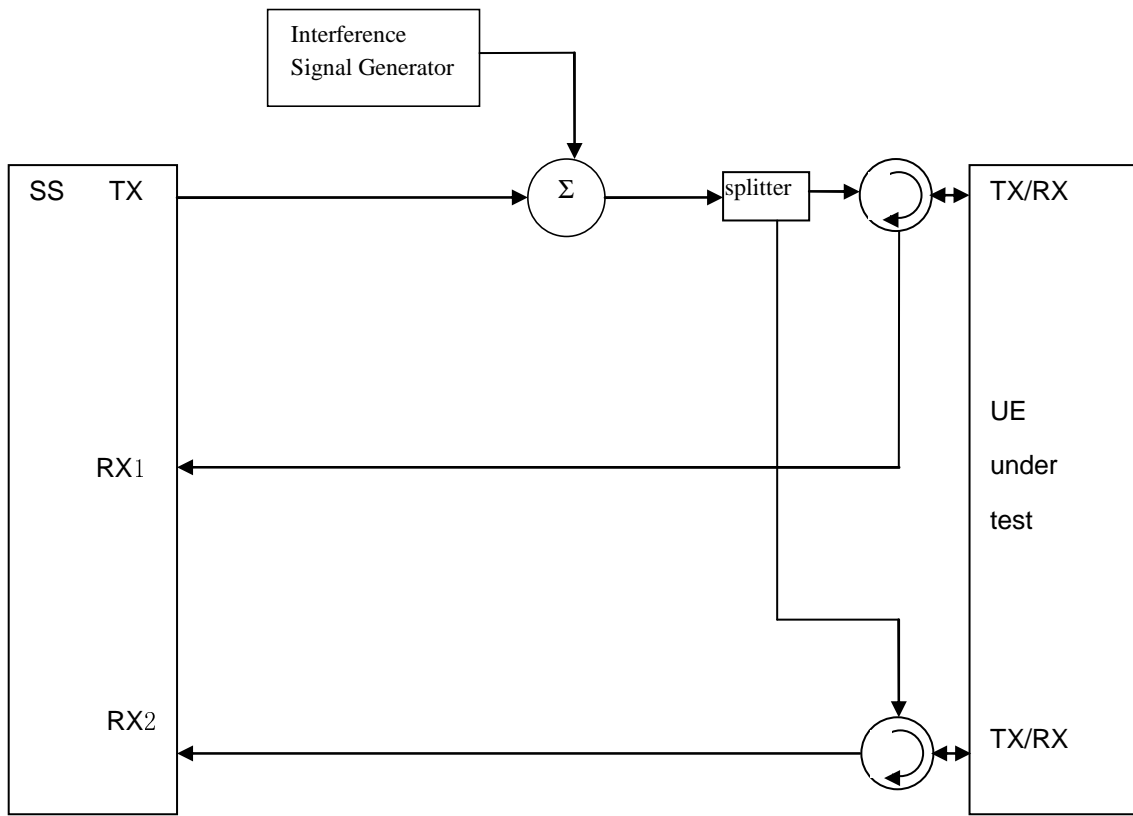 Interference
Signal Generator
SS TX
Σ
splitter
TX/RX
RX1
UE
under
test
RX2
TX/RX